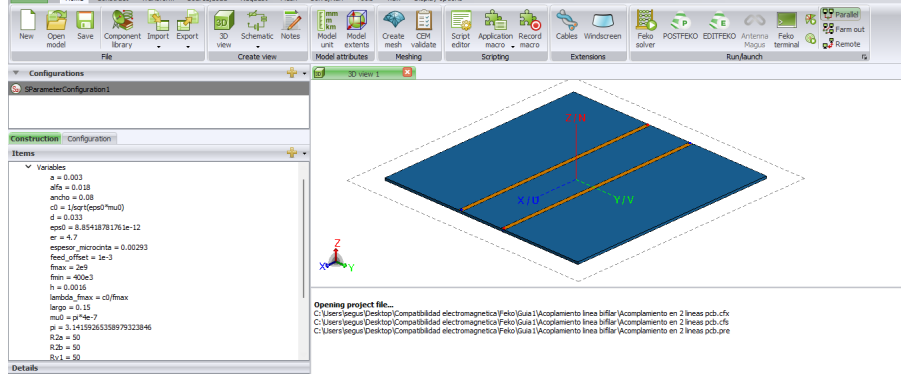 New
Open model
Save
Component library
Import
Export
3D view
Schematic
Notes
Model unit
Model extents
Create mesh
CEM validate
Script editor
Application macro
Record macro
Cables
Windscreen
Feko solver
POSTFEKO
EDITFEKO
Antenna Magus
Feko terminal
Parallel
Farm out
Remote
File
Create view
Model attributes
Meshing
Scripting
Extensions
Run/launch
Configurations
SParameterConfiguration1
Construction
Configuration
Items
Variables
a = 0.003
alfa = 0.018
ancho = 0.08
c0 = 1/sqrt(eps0*mu0)
d = 0.033
eps0 = 8.85418781761e-12
er = 4.7
espesor_microcinta = 0.00293
feed_offset = 1e-3
fmax = 2e9
fmin = 400e3
h = 0.0016
lambda_fmax = c0/fmax
largo = 0.15
mu0 = pi*4e-7
pi = 3.14159265358979323846
R2a = 50
R2b = 50
Rv1 = 50
Details
3D view 1
Z / N
X / U
Y / V
Z
X
Y
Opening project file...
C:\Users\segus\Desktop\Compatibilidad electromagnetica\Feko\Guia1\Acoplamiento linea bifilar\Acomplamiento en 2 lineas pcb.cfx
C:\Users\segus\Desktop\Compatibilidad electromagnetica\Feko\Guia1\Acoplamiento linea bifilar\Acomplamiento en 2 lineas pcb.cfs
C:\Users\segus\Desktop\Compatibilidad electromagnetica\Feko\Guia1\Acoplamiento linea bifilar\Acomplamiento en 2 lineas pcb.pre